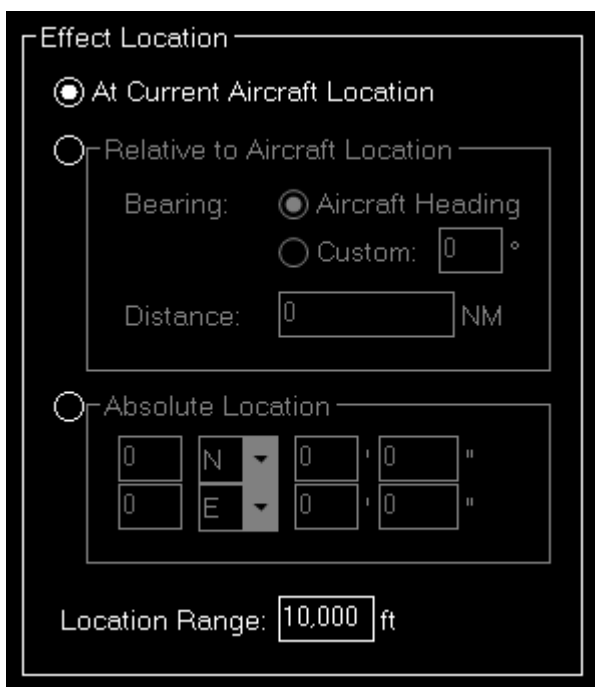 Effect Location
At Current Aircraft Location
Relative to Aircraft Location
Bearing: Aircraft Heading
Custom: 0 °
Distance: 0 NM
Absolute Location
0 N 0 ' 0 "
0 E 0 ' 0 "
Location Range: 10,000 ft